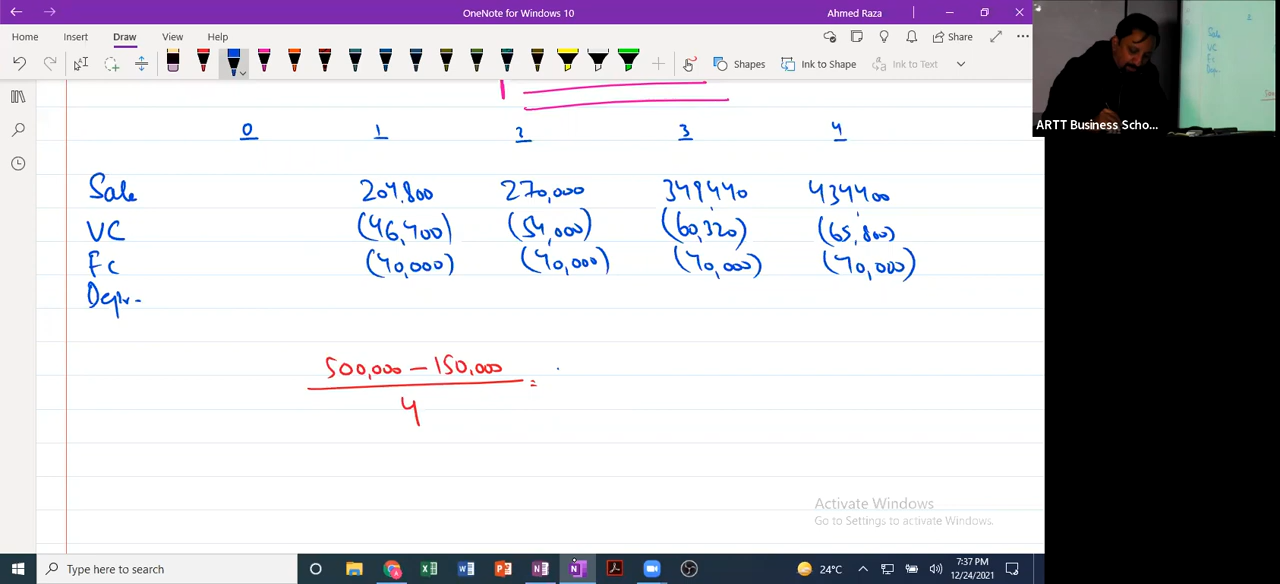 OneNote for Windows 10
Ahmed Raza
Home Insert Draw View Help
Share
Shapes Ink to Shape Ink to Text
ARTT Business Scho...
0 1 2 3 4
Sale 204,800 270,000 349,440 434400
VC (46,400) (54,000) (60,320) (65,800)
FC (40,000) (40,000) (40,000) (40,000)
Depr.
500,000 - 150,000
4
=
Activate Windows
Go to Settings to activate Windows.
Type here to search
24°C
7:37 PM
12/24/2021